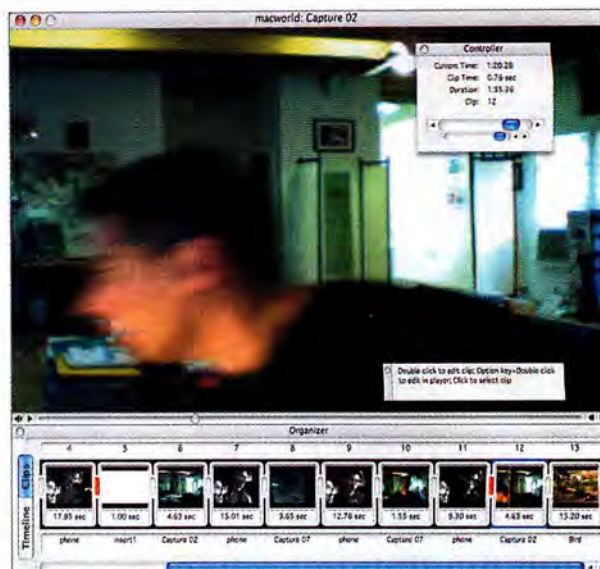 macworld: Capture 02
Controller
Current Time: 1:20.28
Clip Time: 0.76 sec
Duration: 1:35.36
Clip: 12
Double click to edit clip; Option key+Double click
to edit in player; Click to select clip
Organizer
4 5 6 7 8 9 10 11 12 13
Clips
Timeline
17.95 sec 1.00 sec 4.63 sec 15.01 sec 3.65 sec 12.76 sec 1.55 sec 9.30 sec 4.63 sec 13.20 sec
phone insert1 Capture 02 phone Capture 07 phone Capture 07 phone Capture 02 Bird